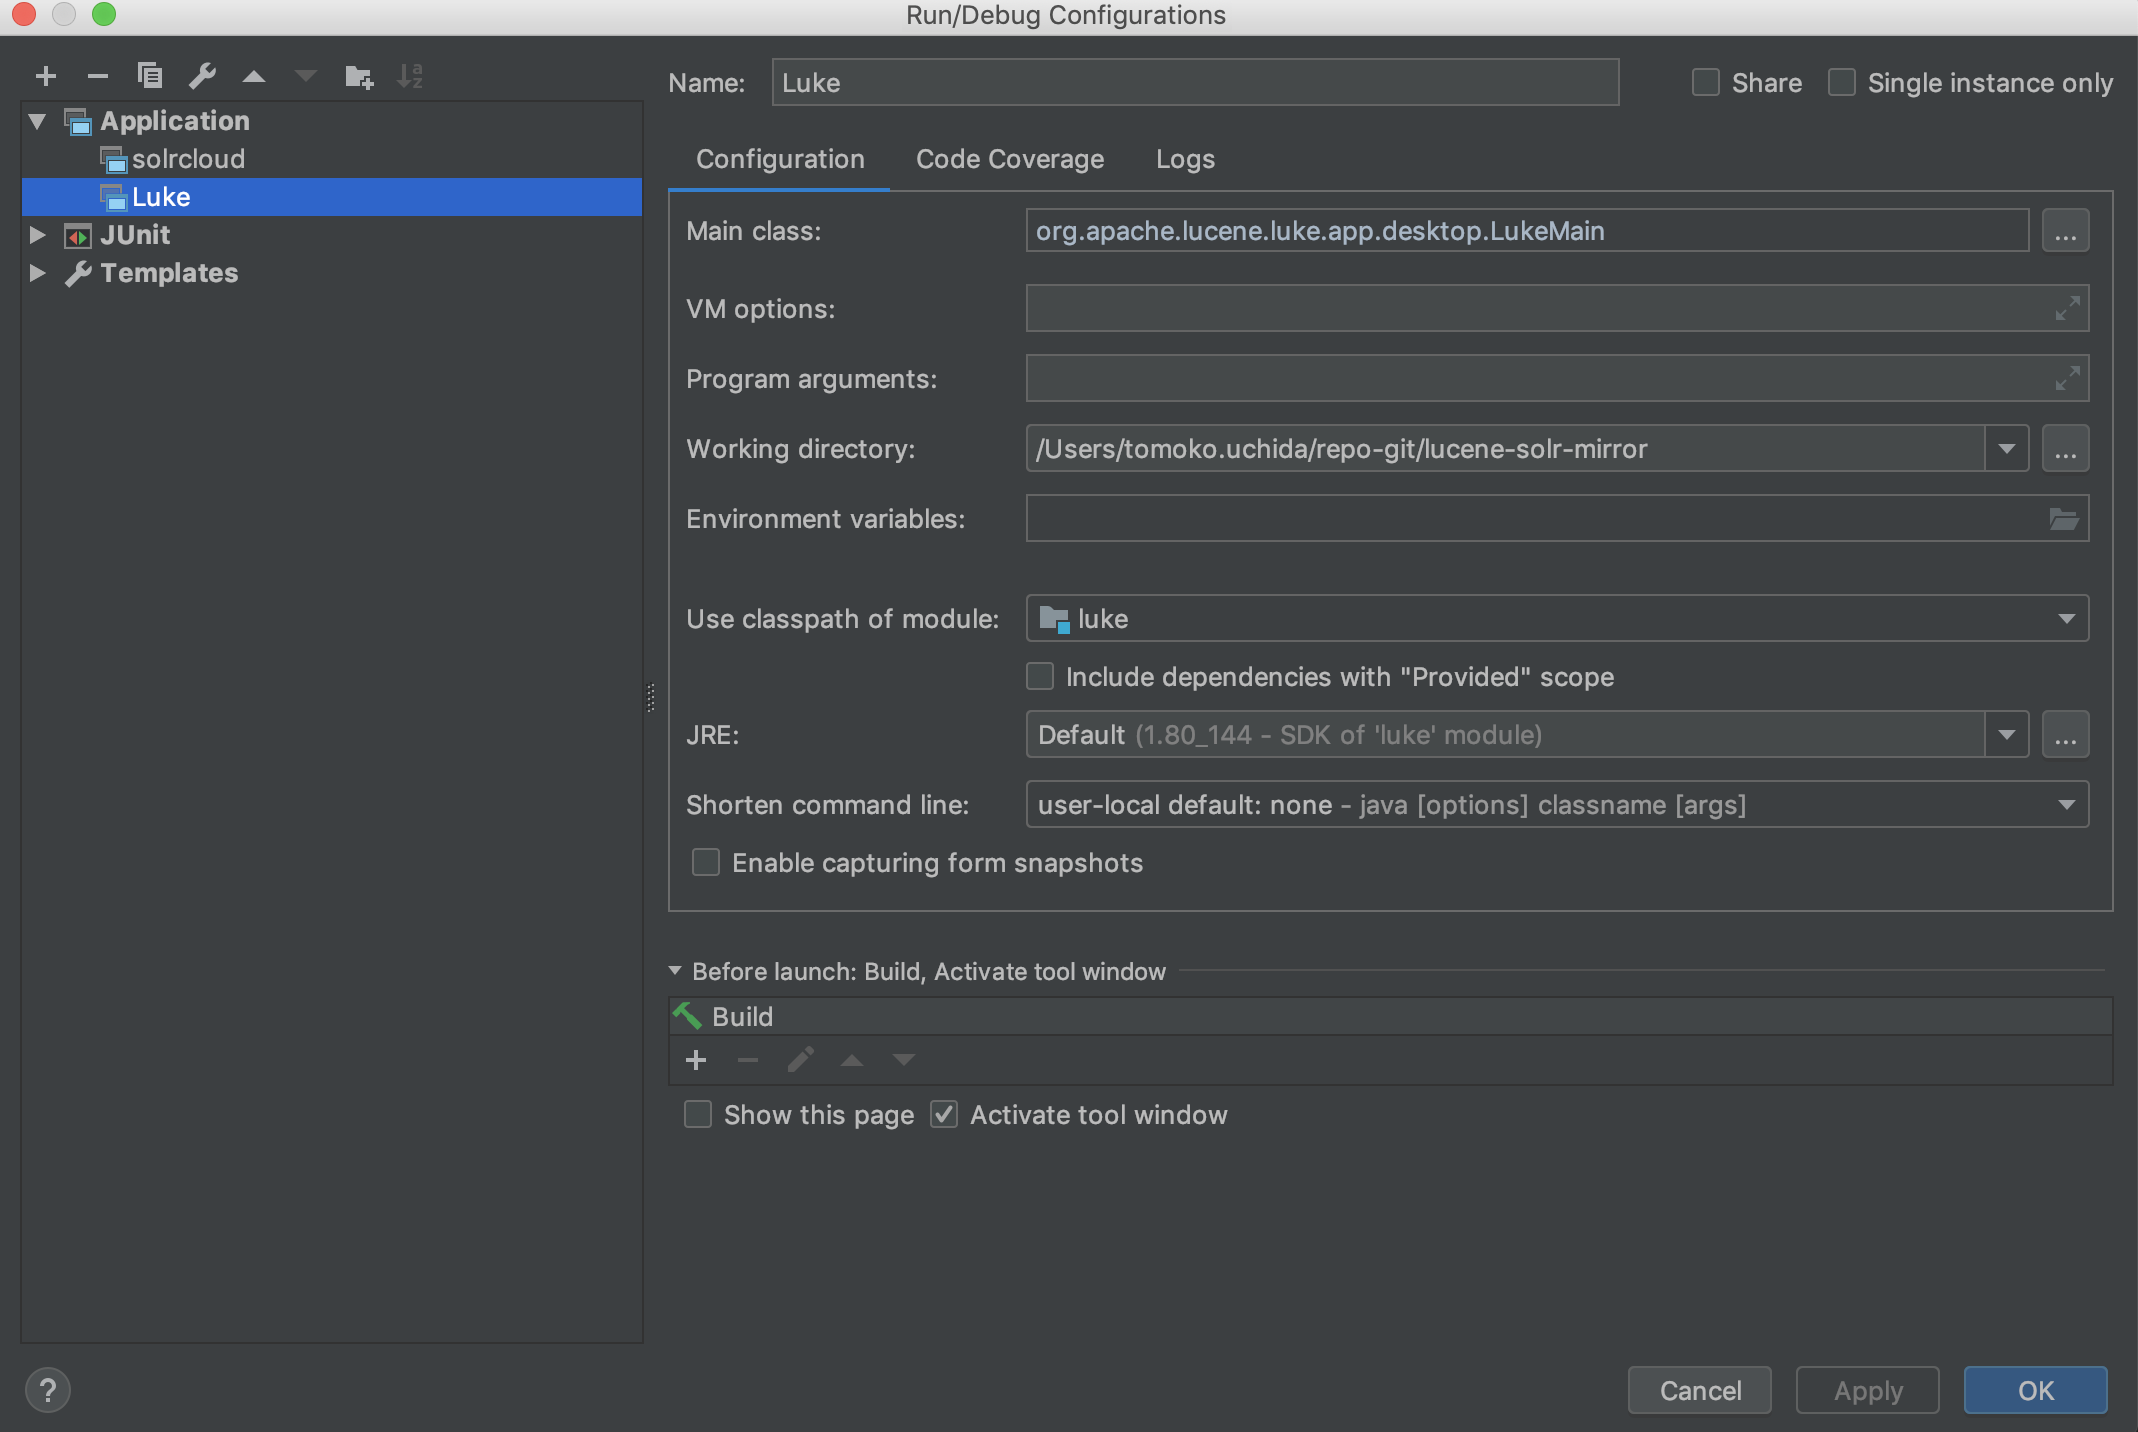 Run/Debug Configurations
Application
solrcloud
Luke
JUnit
Templates
Name: Luke Share Single instance only
Configuration Code Coverage Logs
Main class: org.apache.lucene.luke.app.desktop.LukeMain ...
VM options:
Program arguments:
Working directory: /Users/tomoko.uchida/repo-git/lucene-solr-mirror ...
Environment variables:
Use classpath of module: luke
Include dependencies with "Provided" scope
JRE: Default (1.80_144 - SDK of 'luke' module) ...
Shorten command line: user-local default: none - java [options] classname [args]
Enable capturing form snapshots
Before launch: Build, Activate tool window
Build
Show this page Activate tool window
? Cancel Apply OK